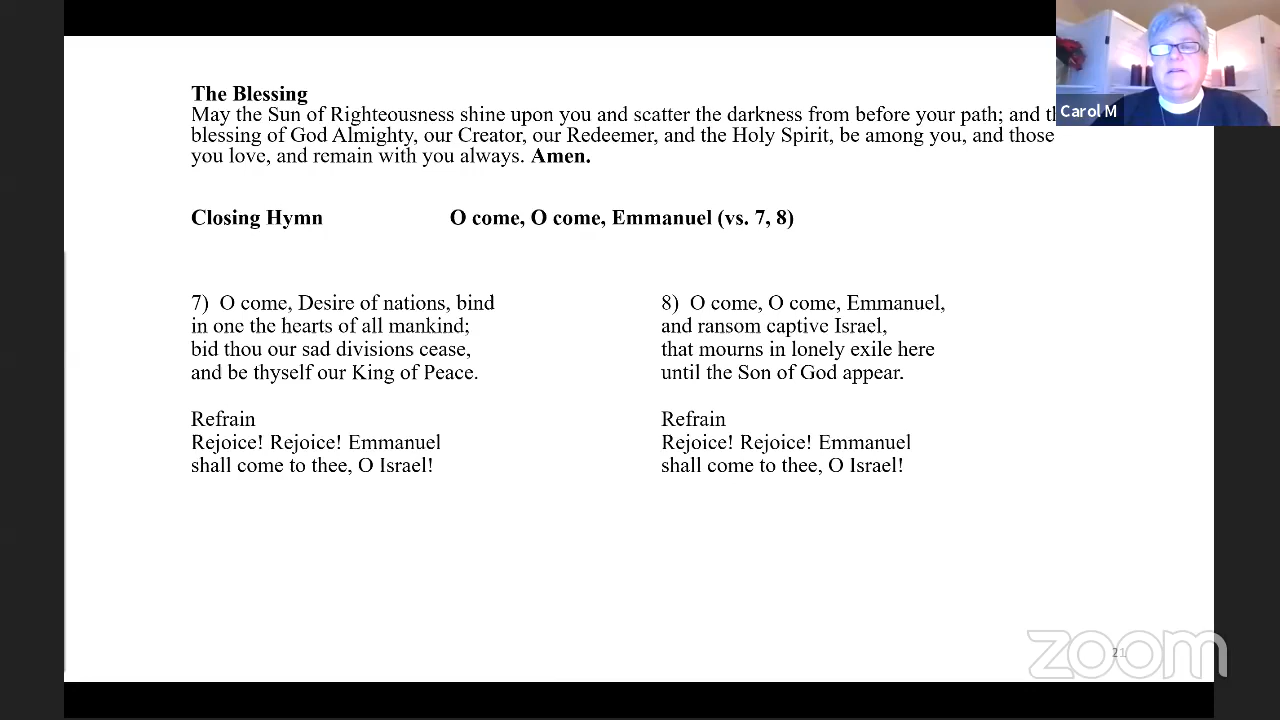 The Blessing
May the Sun of Righteousness shine upon you and scatter the darkness from before your path; and
blessing of God Almighty, our Creator, our Redeemer, and the Holy Spirit, be among you, and those
you love, and remain with you always. Amen.
Closing Hymn O come, O come, Emmanuel (vs. 7, 8)
7) O come, Desire of nations, bind
in one the hearts of all mankind;
bid thou our sad divisions cease,
and be thyself our King of Peace.
Refrain
Rejoice! Rejoice! Emmanuel
shall come to thee, O Israel!
8) O come, O come, Emmanuel,
and ransom captive Israel,
that mourns in lonely exile here
until the Son of God appear.
Refrain
Rejoice! Rejoice! Emmanuel
shall come to thee, O Israel!
Carol M
zoom
21